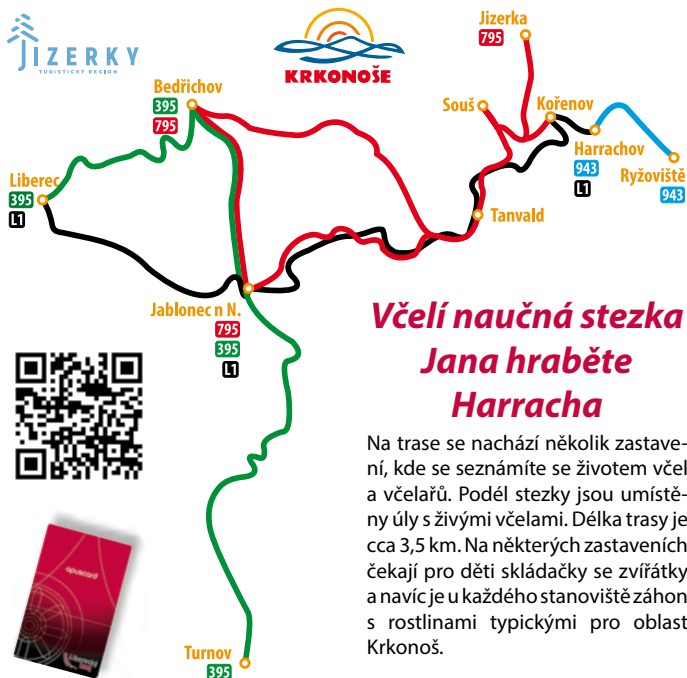 JIZERKY
TURISTICKÝ REGION
KRKONOŠE
Jizerka
795
Bedřichov
395
795
Souš
Kořenov
Harrachov
943
L1
Ryžoviště
943
Liberec
395
L1
Tanvald
Jablonec n N.
795
395
L1
Včelí naučná stezka
Jana hraběte
Harracha
Na trase se nachází několik zastave-
ní, kde se seznámíte se životem včel
a včelařů. Podél stezky jsou umístě-
ny úly s živými včelami. Délka trasy je
cca 3,5 km. Na některých zastaveních
čekají pro děti skládačky se zvířátky
a navíc je u každého stanoviště záhon
s rostlinami typickými pro oblast
Krkonoš.
opuscard
Liberecký
Turnov
395